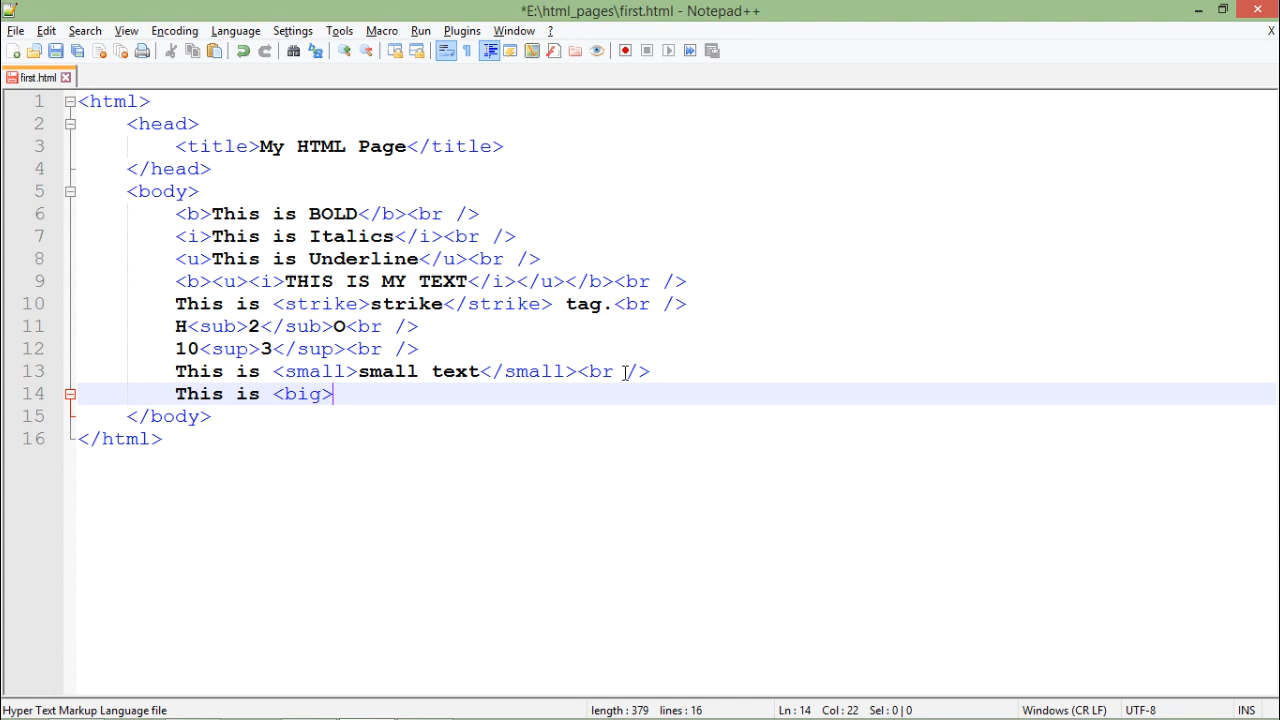 *E:\html_pages\first.html - Notepad++
File Edit Search View Encoding Language Settings Tools Macro Run Plugins Window ? X
first.html
1 <html>
2 <head>
3 <title>My HTML Page</title>
4 </head>
5 <body>
6 <b>This is BOLD</b><br />
7 <i>This is Italics</i><br />
8 <u>This is Underline</u><br />
9 <b><u><i>THIS IS MY TEXT</i></u></b><br />
10 This is <strike>strike</strike> tag.<br />
11 H<sub>2</sub>O<br />
12 10<sup>3</sup><br />
13 This is <small>small text</small><br />
14 This is <big>
15 </body>
16 </html>
Hyper Text Markup Language file length : 379 lines : 16 Ln : 14 Col : 22 Sel : 0 | 0 Windows (CR LF) UTF-8 INS